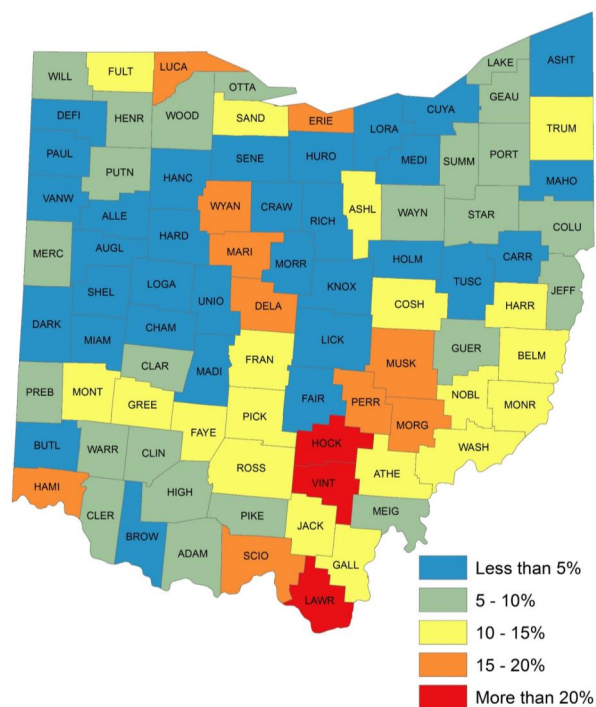 LAKE
ASHT
LUCA
FULT
WILL
OTTA
GEAU
CUYA
DEFI
HENR
WOOD
SAND
ERIE
LORA
TRUM
PAUL
SENE
HURO
MEDI
SUMM
PORT
PUTN
HANC
MAHO
VANW
ALLE
WYAN
CRAW
RICH
ASHL
WAYN
STAR
COLU
HARD
MERC
AUGL
MARI
MORR
HOLM
CARR
SHEL
LOGA
UNIO
KNOX
TUSC
JEFF
DELA
COSH
HARR
DARK
CHAM
MIAM
LICK
GUER
BELM
CLAR
MADI
FRAN
MUSK
PREB
MONT
GREE
PICK
FAIR
PERR
NOBL
MONR
FAYE
MORG
BUTL
WARR
CLIN
HOCK
WASH
ROSS
ATHE
HAMI
VINT
HIGH
CLER
PIKE
MEIG
BROW
JACK
ADAM
SCIO
GALL
LAWR
Less than 5%
5 - 10%
10 - 15%
15 - 20%
More than 20%